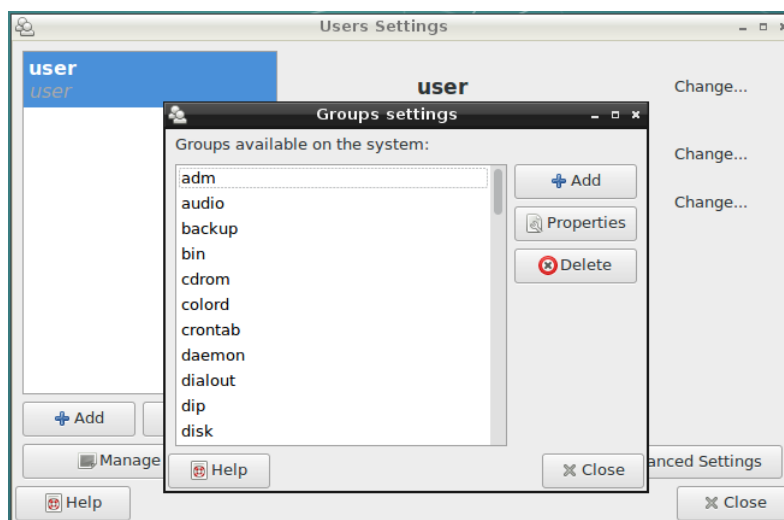 Users Settings
user
user
user
Change...
Change...
Change...
Groups settings
Groups available on the system:
adm
audio
backup
bin
cdrom
colord
crontab
daemon
dialout
dip
disk
Add
Properties
Delete
Help
Close
Add
Manage
anced Settings
Help
Close